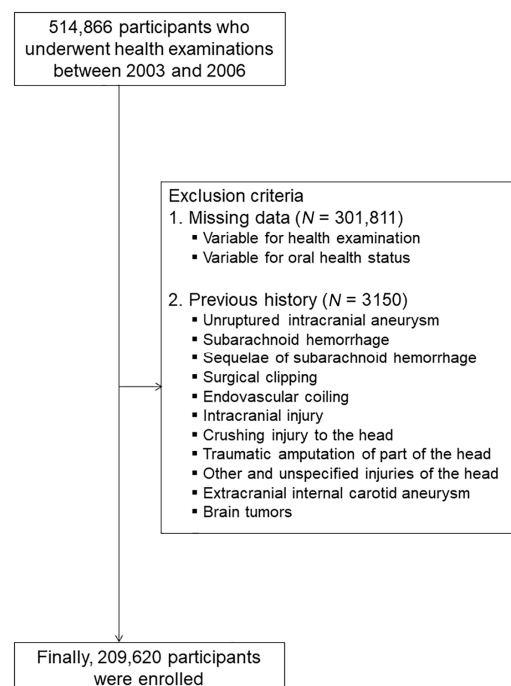 514,866 participants who
underwent health examinations
between 2003 and 2006
Exclusion criteria
1. Missing data (N = 301,811)
▪ Variable for health examination
▪ Variable for oral health status
2. Previous history (N = 3150)
▪ Unruptured intracranial aneurysm
▪ Subarachnoid hemorrhage
▪ Sequelae of subarachnoid hemorrhage
▪ Surgical clipping
▪ Endovascular coiling
▪ Intracranial injury
▪ Crushing injury to the head
▪ Traumatic amputation of part of the head
▪ Other and unspecified injuries of the head
▪ Extracranial internal carotid aneurysm
▪ Brain tumors
Finally, 209,620 participants
were enrolled